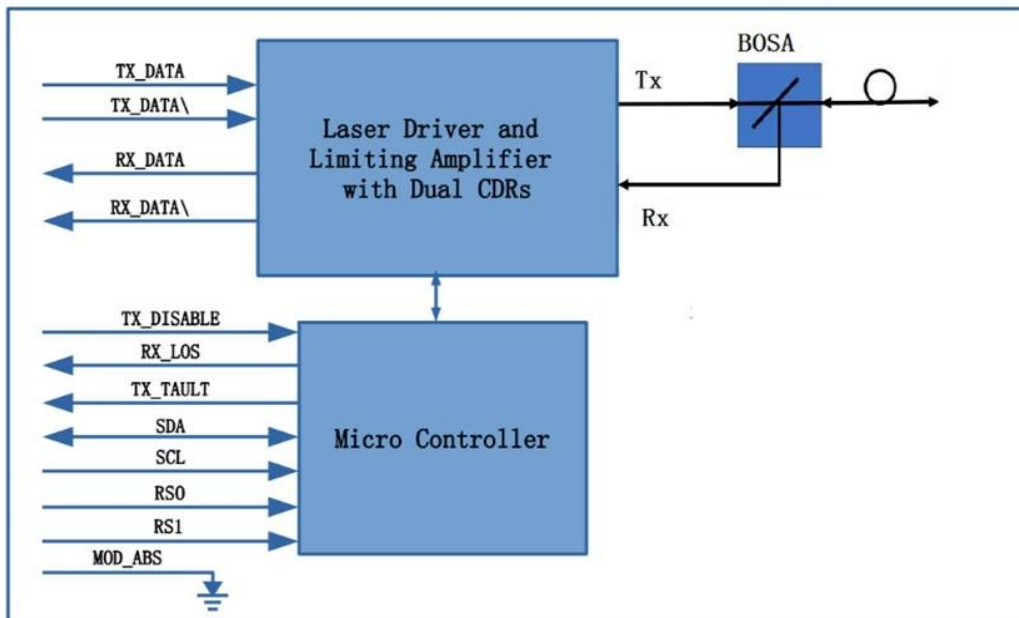 BOSA
TX_DATA
TX_DATA\
RX_DATA
RX_DATA\
Laser Driver and
Limiting Amplifier
with Dual CDRs
Tx
Rx
TX_DISABLE
RX_LOS
TX_TAULT
SDA
SCL
RS0
RS1
MOD_ABS
Micro Controller